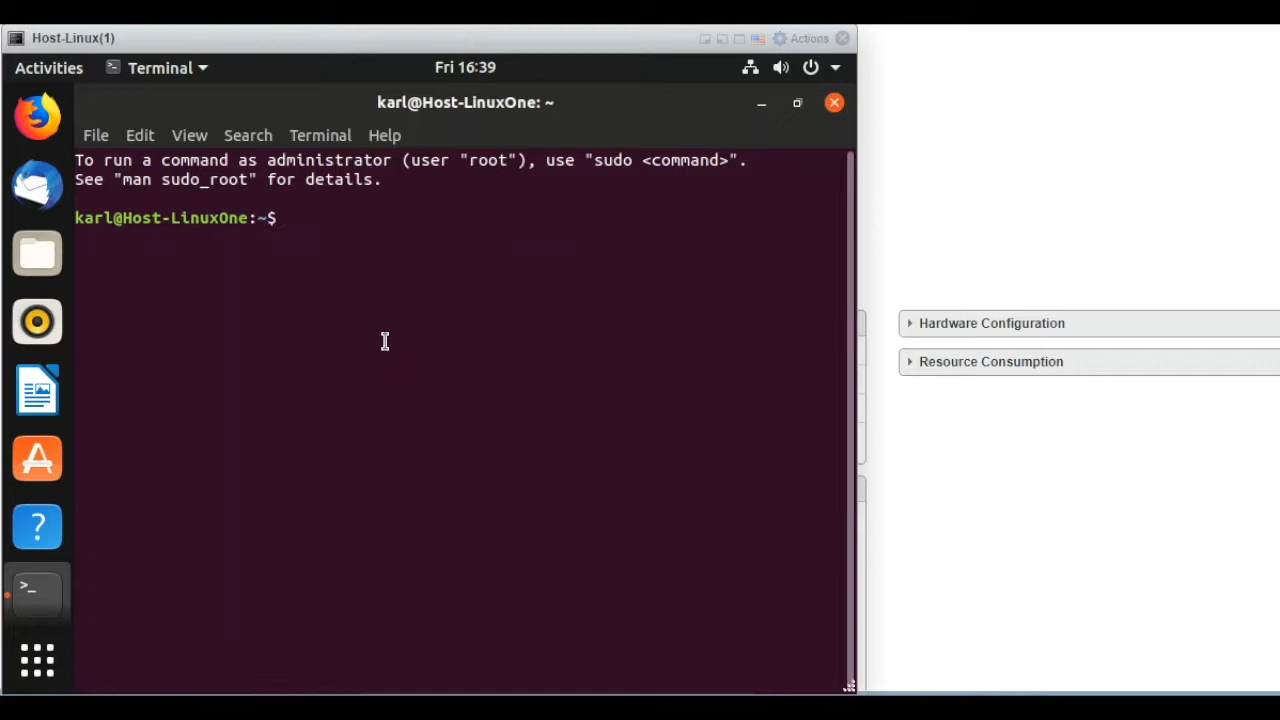 Host-Linux(1)
Actions
Activities
Terminal
Fri 16:39
karl@Host-LinuxOne: ~
File Edit View Search Terminal Help
To run a command as administrator (user "root"), use "sudo <command>".
See "man sudo_root" for details.
karl@Host-LinuxOne:~$
Hardware Configuration
Resource Consumption